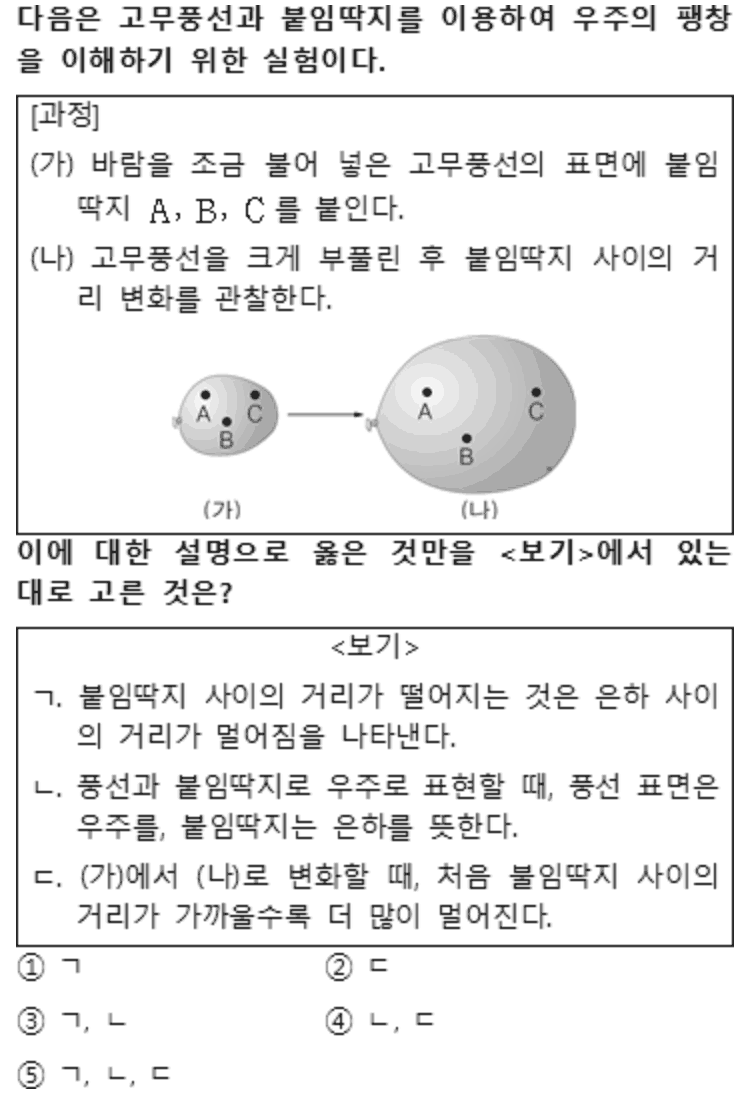 다음은 고무풍선과 붙임딱지를 이용하여 우주의 팽창
을 이해하기 위한 실험이다.
[과정]
(가) 바람을 조금 불어 넣은 고무풍선의 표면에 붙임
딱지 A, B, C 를 붙인다.
(나) 고무풍선을 크게 부풀린 후 붙임딱지 사이의 거
리 변화를 관찰한다.
A C B
A C B
(가) (나)
이에 대한 설명으로 옳은 것만을 <보기>에서 있는
대로 고른 것은?
<보기>
ㄱ. 붙임딱지 사이의 거리가 떨어지는 것은 은하 사이
의 거리가 멀어짐을 나타낸다.
ㄴ. 풍선과 붙임딱지로 우주로 표현할 때, 풍선 표면은
우주를, 붙임딱지는 은하를 뜻한다.
ㄷ. (가)에서 (나)로 변화할 때, 처음 붙임딱지 사이의
거리가 가까울수록 더 많이 멀어진다.
① ㄱ ② ㄷ
③ ㄱ, ㄴ ④ ㄴ, ㄷ
⑤ ㄱ, ㄴ, ㄷ